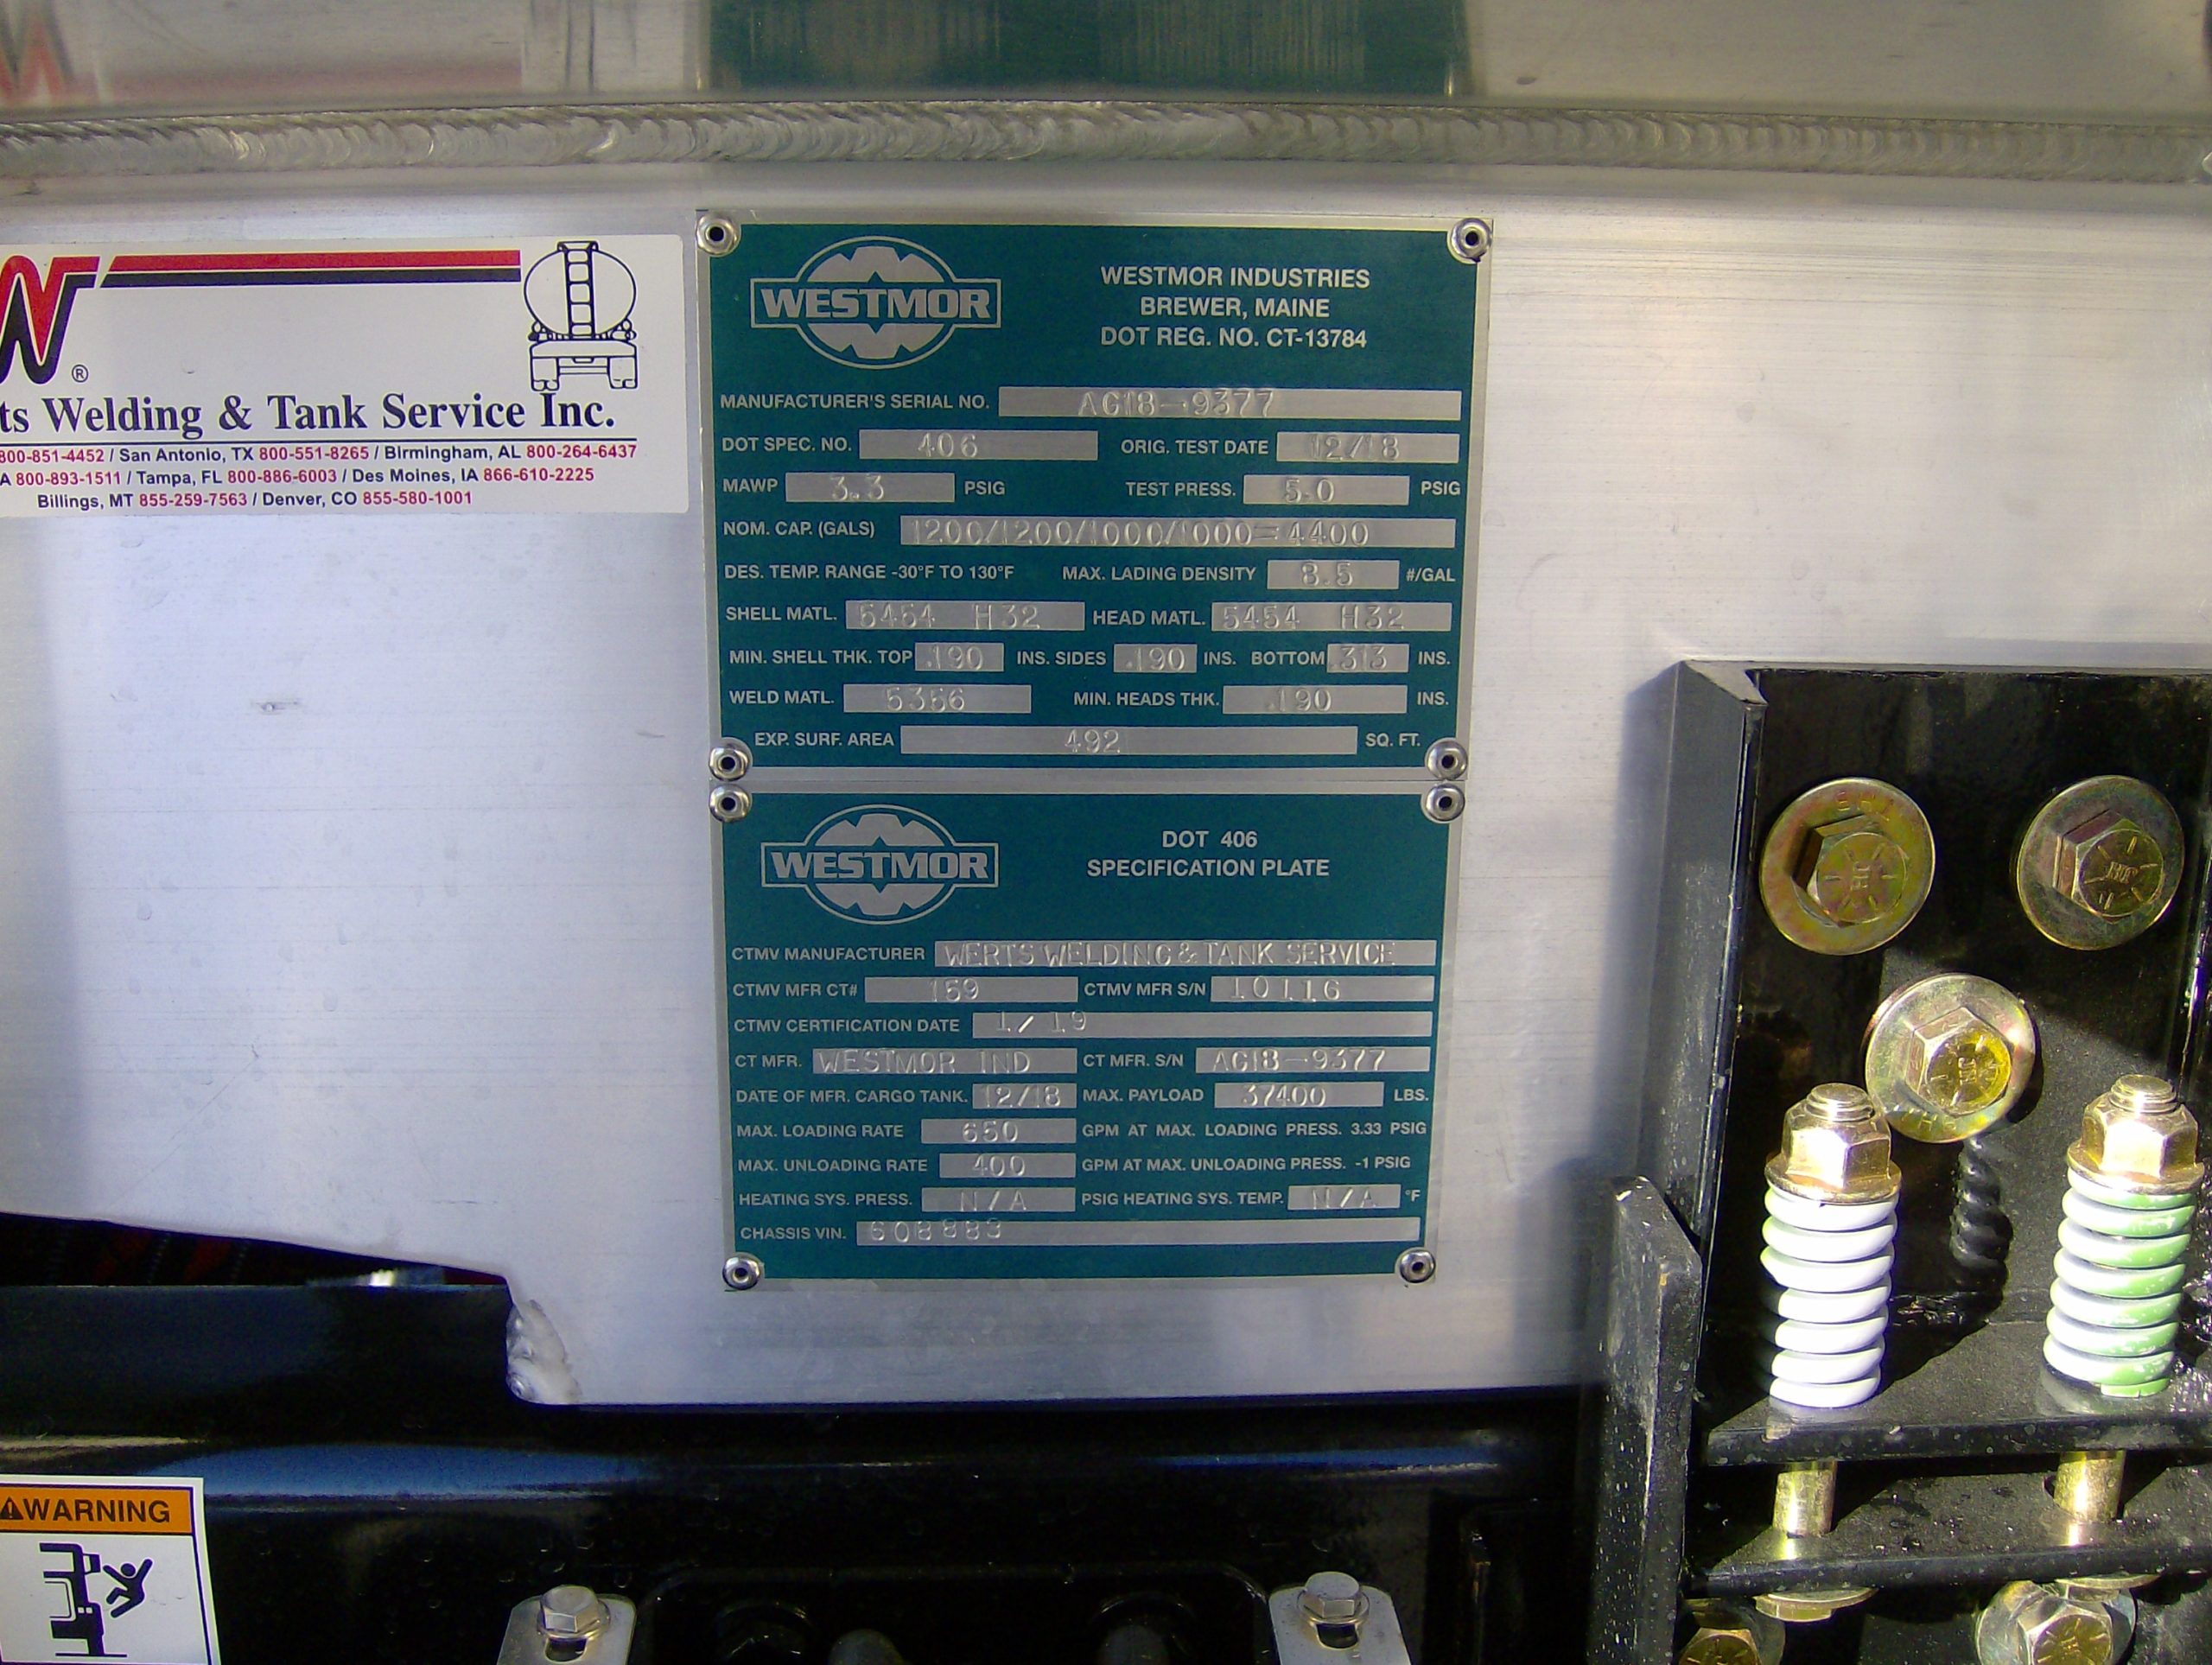 ®
ts Welding & Tank Service Inc.
800-851-4452 / San Antonio, TX 800-551-8265 / Birmingham, AL 800-264-6437
A 800-893-1511 / Tampa, FL 800-886-6003 / Des Moines, IA 866-610-2225
Billings, MT 855-259-7563 / Denver, CO 855-580-1001
WESTMOR
WESTMOR INDUSTRIES
BREWER, MAINE
DOT REG. NO. CT-13784
MANUFACTURER'S SERIAL NO. AG18-9377
DOT SPEC. NO. 406 ORIG. TEST DATE 12/18
MAWP 3.3 PSIG TEST PRESS. 5.0 PSIG
NOM. CAP. (GALS) 1200/1200/1000/1000=4400
DES. TEMP. RANGE -30°F TO 130°F MAX. LADING DENSITY 8.5 #/GAL
SHELL MATL. 5454 H32 HEAD MATL. 5454 H32
MIN. SHELL THK. TOP .190 INS. SIDES .190 INS. BOTTOM .313 INS.
WELD MATL. 5356 MIN. HEADS THK. .190 INS.
EXP. SURF. AREA 492 SQ. FT.
WESTMOR
DOT 406
SPECIFICATION PLATE
CTMV MANUFACTURER WERTS WELDING & TANK SERVICE
CTMV MFR CT# 159 CTMV MFR S/N 10116
CTMV CERTIFICATION DATE 1/19
CT MFR. WESTMOR IND CT MFR. S/N AG18-9377
DATE OF MFR. CARGO TANK. 12/18 MAX. PAYLOAD 37400 LBS.
MAX. LOADING RATE 650 GPM AT MAX. LOADING PRESS. 3.33 PSIG
MAX. UNLOADING RATE 400 GPM AT MAX. UNLOADING PRESS. -1 PSIG
HEATING SYS. PRESS. N/A PSIG HEATING SYS. TEMP. N/A °F
CHASSIS VIN. 608883
WARNING